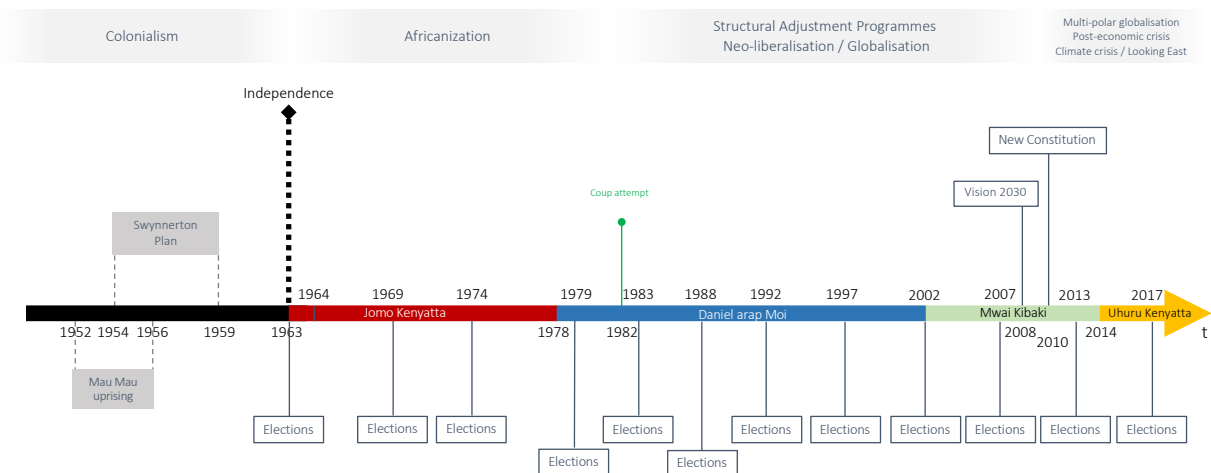 Colonialism
Africanization
Structural Adjustment Programmes
Neo-liberalisation / Globalisation
Multi-polar globalisation
Post-economic crisis
Climate crisis / Looking East
Independence
New Constitution
Vision 2030
Coup attempt
Swynnerton
Plan
1964 1969 1974 1979 1983 1988 1992 1997 2002 2007 2013 2017
Jomo Kenyatta Daniel arap Moi Mwai Kibaki Uhuru Kenyatta
1952 1954 1956 1959 1963 1978 1982 2008 2010 2014 t
Mau Mau
uprising
Elections Elections Elections Elections Elections Elections Elections Elections Elections Elections
Elections Elections